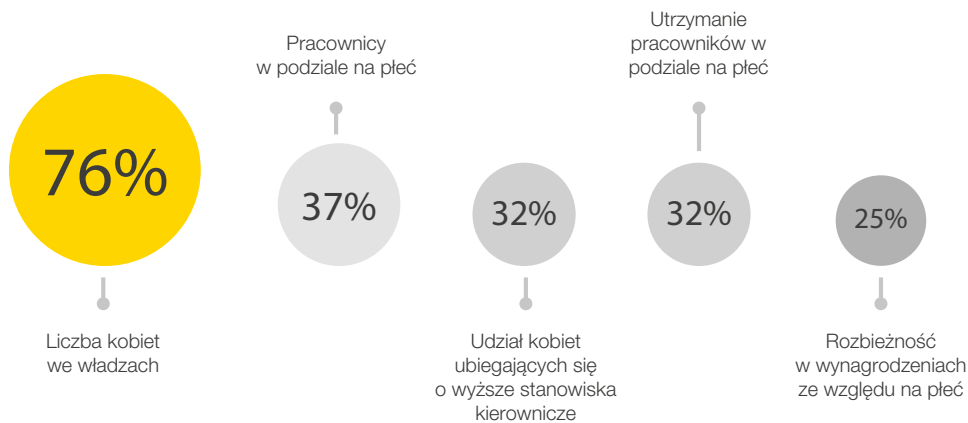 76%
Liczba kobiet
we władzach
Pracownicy
w podziale na płeć
37%
32%
Udział kobiet
ubiegających się
o wyższe stanowiska
kierownicze
Utrzymanie
pracowników w
podziale na płeć
32%
25%
Rozbieżność
w wynagrodzeniach
ze względu na płeć